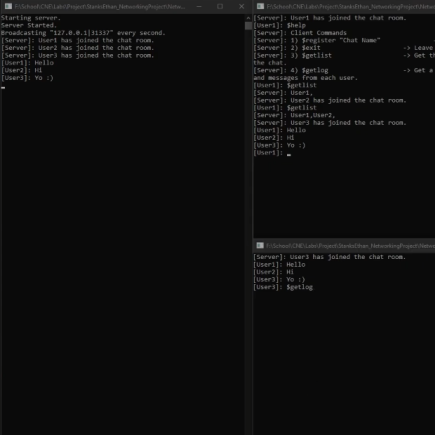 F:\School\CND\Labs\Project\StanksEthan_NetworkingProject\Netw...
Starting server.
Server Started.
Broadcasting "127.0.0.1|31337" every second.
[Server]: User1 has joined the chat room.
[Server]: User2 has joined the chat room.
[Server]: User3 has joined the chat room.
[User1]: Hello
[User2]: Hi
[User3]: Yo :)
F:\School\CND\Labs\Project\StanksEthan_NetworkingProject\
[Server]: User1 has joined the chat room.
[User1]: $help
[Server]: Client Commands
[Server]: 1) $register "Chat Name"
[Server]: 2) $exit -> Leave
[Server]: 3) $getlist -> Get th
the chat.
[Server]: 4) $getlog -> Get a
and messages from each user.
[User1]: $getlist
[Server]: User1,
[Server]: User2 has joined the chat room.
[User1]: $getlist
[Server]: User1,User2,
[Server]: User3 has joined the chat room.
[User1]: Hello
[User2]: Hi
[User3]: Yo :)
[User1]:
F:\School\CND\Labs\Project\StanksEthan_NetworkingProject\Netwo
[Server]: User3 has joined the chat room.
[User1]: Hello
[User2]: Hi
[User3]: Yo :)
[User3]: $getlog